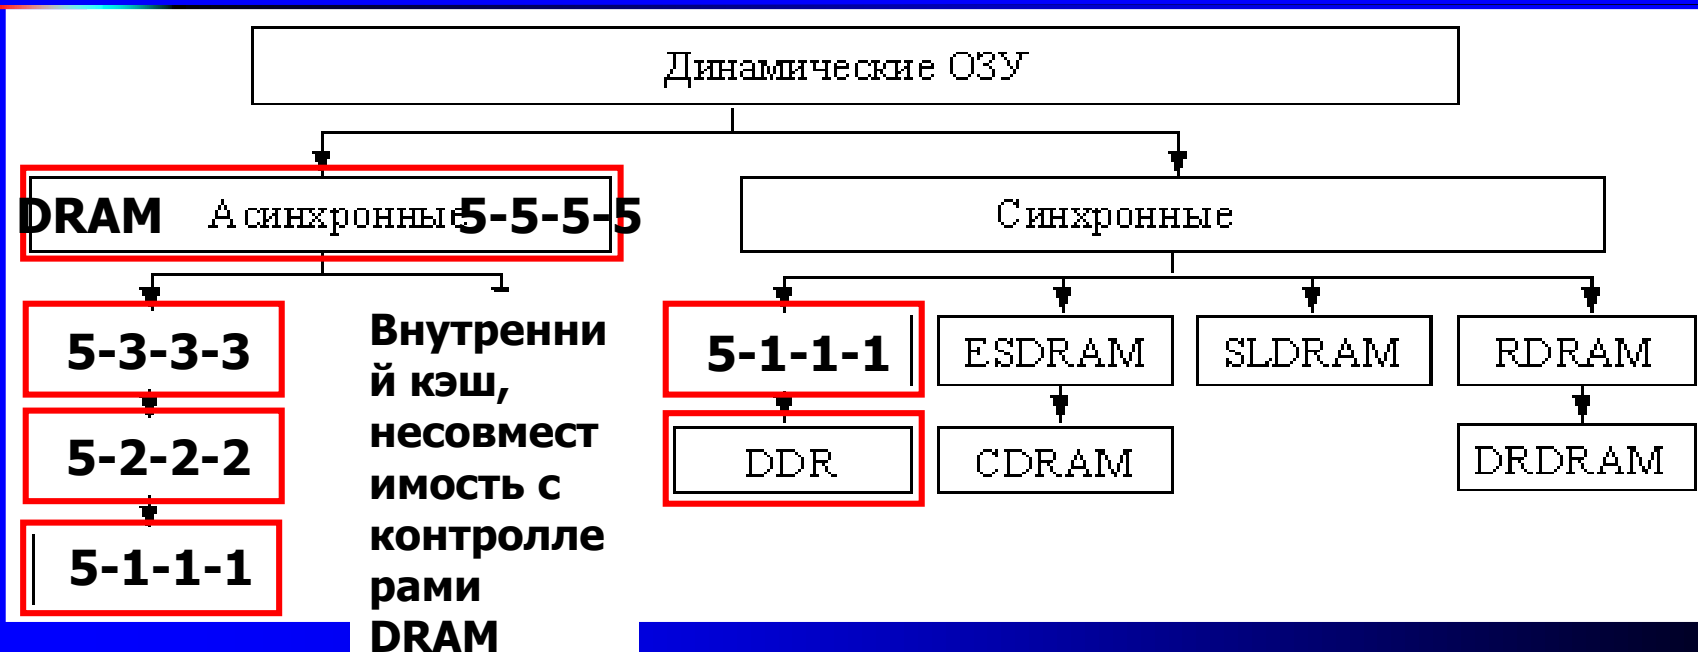 Динамические ОЗУ
DRAM Асинхронные 5-5-5-5
Синхронные
5-3-3-3
5-2-2-2
5-1-1-1
Внутренни
й кэш,
несовмест
имость с
контролле
рами
DRAM
5-1-1-1
ESDRAM
SLDRAM
RDRAM
DDR
CDRAM
DRDRAM